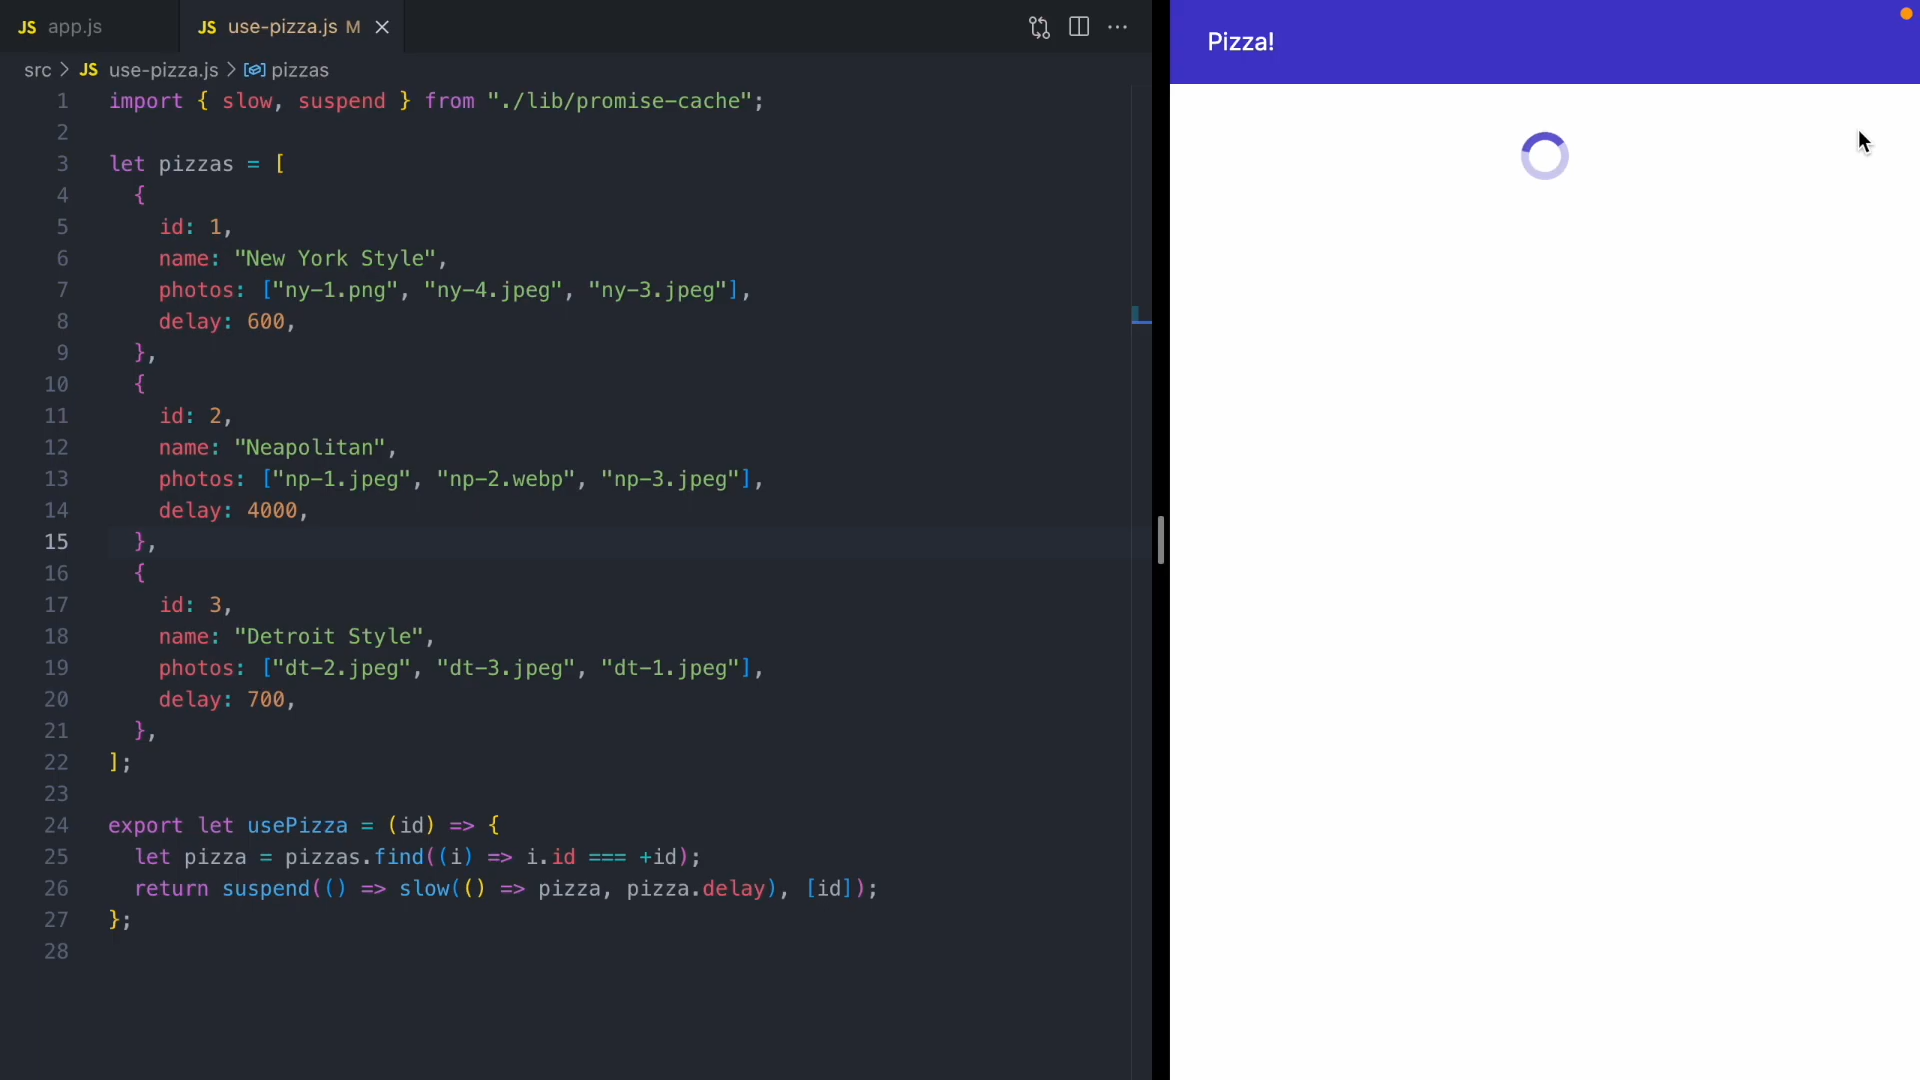 JS app.js
JS use-pizza.js M
src > JS use-pizza.js > pizzas
1 import { slow, suspend } from "./lib/promise-cache";
2
3 let pizzas = [
4 {
5 id: 1,
6 name: "New York Style",
7 photos: ["ny-1.png", "ny-4.jpeg", "ny-3.jpeg"],
8 delay: 600,
9 },
10 {
11 id: 2,
12 name: "Neapolitan",
13 photos: ["np-1.jpeg", "np-2.webp", "np-3.jpeg"],
14 delay: 4000,
15 },
16 {
17 id: 3,
18 name: "Detroit Style",
19 photos: ["dt-2.jpeg", "dt-3.jpeg", "dt-1.jpeg"],
20 delay: 700,
21 },
22 ];
23
24 export let usePizza = (id) => {
25 let pizza = pizzas.find((i) => i.id === +id);
26 return suspend(() => slow(() => pizza, pizza.delay), [id]);
27 };
28
Pizza!